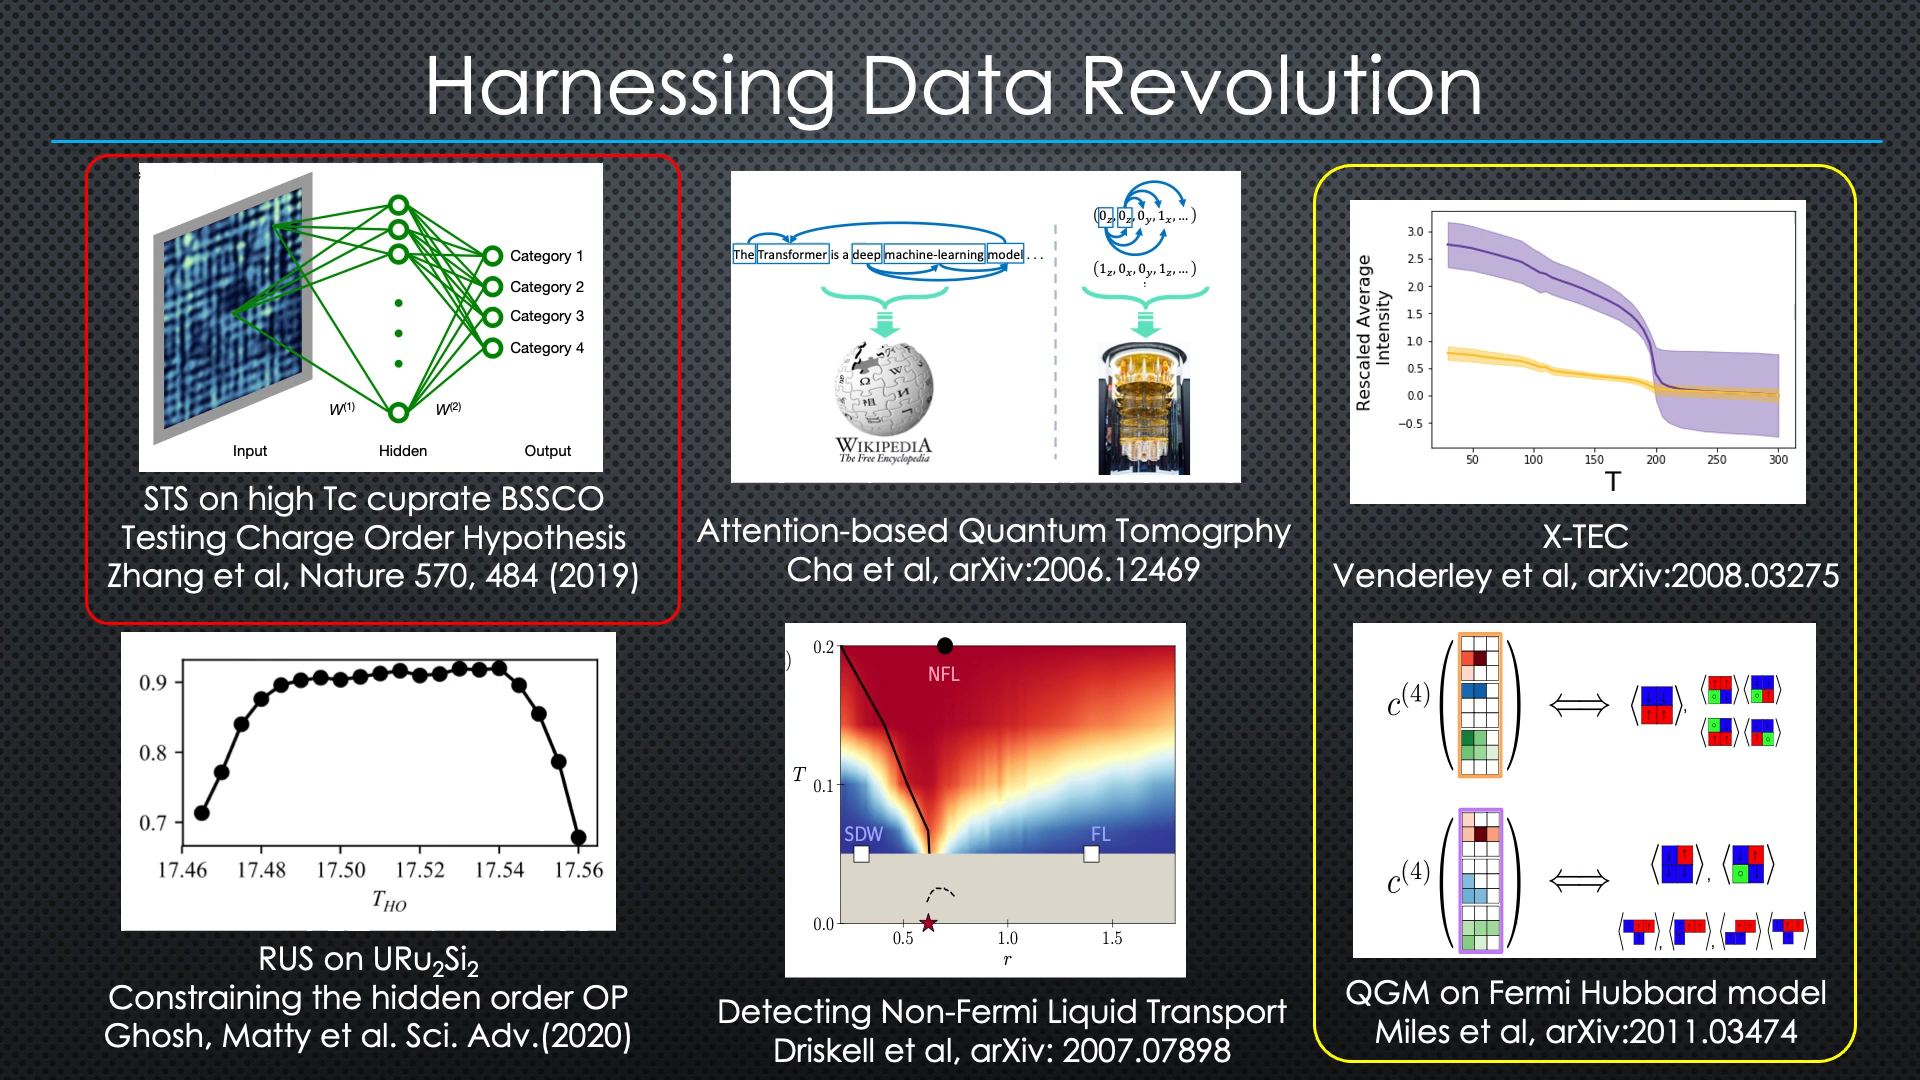 Harnessing Data Revolution
Category 1
Category 2
Category 3
Category 4
W(1)
W(2)
Input
Hidden
Output
STS on high Tc cuprate BSSCO
Testing Charge Order Hypothesis
Zhang et al, Nature 570, 484 (2019)
The Transformer is a deep machine-learning model ...
(0z, 0z, 0y, 1x, ...)
(1z, 0x, 0y, 1z, ...)
WIKIPEDIA
The Free Encyclopedia
Attention-based Quantum Tomogrphy
Cha et al, arXiv:2006.12469
Rescaled Average
Intensity
3.0
2.5
2.0
1.5
1.0
0.5
0.0
−0.5
50 100 150 200 250 300
T
X-TEC
Venderley et al, arXiv:2008.03275
0.9
0.8
0.7
17.46 17.48 17.50 17.52 17.54 17.56
THO
RUS on URu2Si2
Constraining the hidden order OP
Ghosh, Matty et al. Sci. Adv.(2020)
)
0.2
NFL
T
0.1
SDW
FL
0.0
0.5 1.0 1.5
r
Detecting Non-Fermi Liquid Transport
Driskell et al, arXiv: 2007.07898
c(4)
c(4)
QGM on Fermi Hubbard model
Miles et al, arXiv:2011.03474